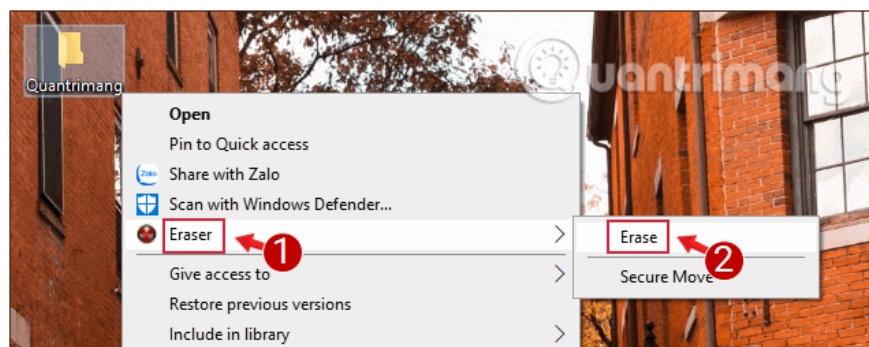 Quantrimang
uantrimang
Open
Pin to Quick access
Zalo
Share with Zalo
Scan with Windows Defender...
Eraser
1
Give access to
Restore previous versions
Include in library
Erase
2
Secure Move